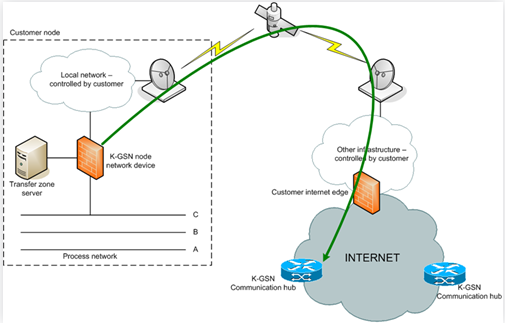 Customer node
Local network –
controlled by customer
K-GSN node
network device
Transfer zone
server
C
B
A
Process network
Other infrastructure –
controlled by customer
Customer internet edge
INTERNET
K-GSN
Communication hub
K-GSN
Communication hub